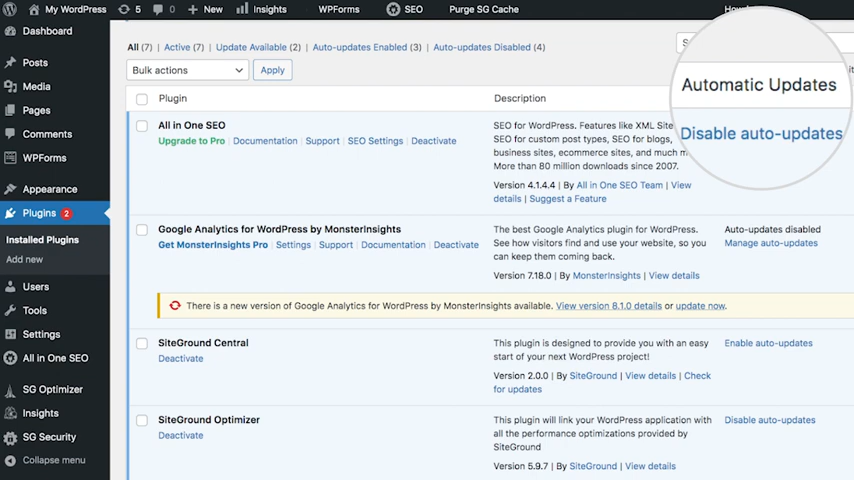 My WordPress 5 0 + New Insights WPForms SEO Purge SG Cache
Dashboard
Posts
Media
Pages
Comments
WPForms
Appearance
Plugins 2
Installed Plugins
Add new
Users
Tools
Settings
All in One SEO
SG Optimizer
Insights
SG Security
Collapse menu
All (7) | Active (7) | Update Available (2) | Auto-updates Enabled (3) | Auto-updates Disabled (4)
Bulk actions Apply
Automatic Updates
Disable auto-updates
Plugin Description
All in One SEO
Upgrade to Pro | Documentation | Support | SEO Settings | Deactivate
SEO for WordPress. Features like XML Site
SEO for custom post types, SEO for blogs,
business sites, ecommerce sites, and much m
More than 80 million downloads since 2007.
Version 4.1.4.4 | By All in One SEO Team | View
details | Suggest a Feature
Google Analytics for WordPress by MonsterInsights
Get MonsterInsights Pro | Settings | Support | Documentation | Deactivate
The best Google Analytics plugin for WordPress.
See how visitors find and use your website, so you
can keep them coming back.
Version 7.18.0 | By MonsterInsights | View details
Auto-updates disabled
Manage auto-updates
There is a new version of Google Analytics for WordPress by MonsterInsights available. View version 8.1.0 details or update now.
SiteGround Central
Deactivate
This plugin is designed to provide you with an easy
start of your next WordPress project!
Version 2.0.0 | By SiteGround | View details | Check
for updates
Enable auto-updates
SiteGround Optimizer
Deactivate
This plugin will link your WordPress application with
all the performance optimizations provided by
SiteGround
Version 5.9.7 | By SiteGround | View details
Disable auto-updates